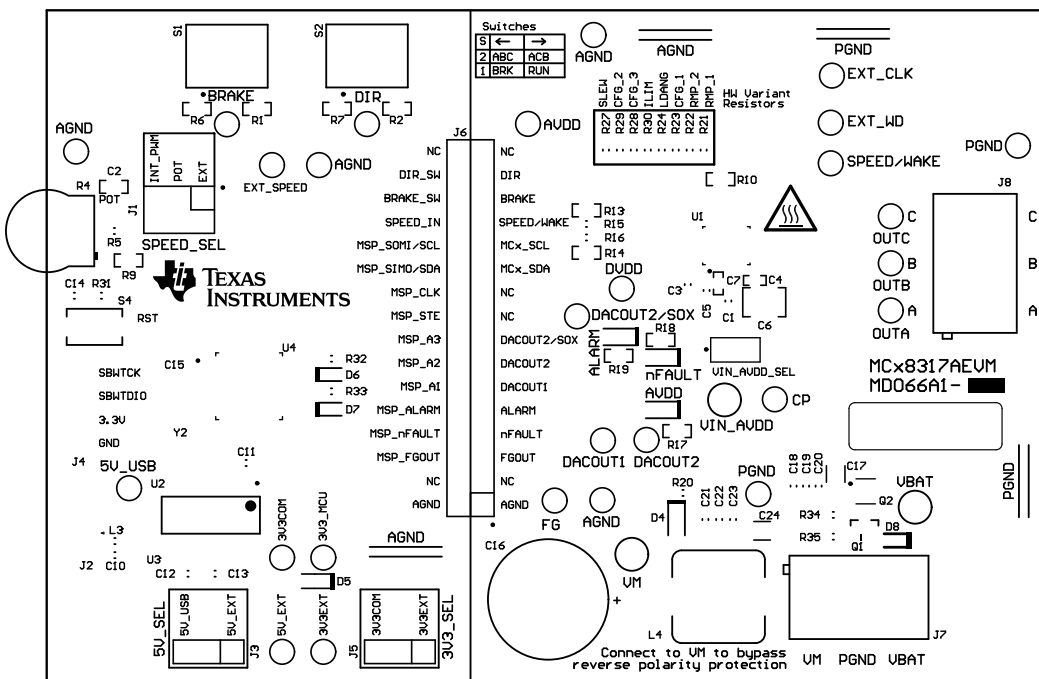 S1
S2
Switches
S ← →
2 ABC ACB
1 BRK RUN
AGND
AGND
PGND
BRAKE
DIR
R6
R1
R7
R2
SLEW
CFG_2
CFG_3
ILIM
LDANG
CFG_1
RMP_2
RMP_1
R27
R29
R28
R30
R24
R23
R22
R21
HW Variant
Resistors
EXT_CLK
EXT_WD
SPEED/WAKE
PGND
AGND
AVDD
J6
INT_PWM
POT
EXT
AGND
EXT_SPEED
C2
R4
POT
J1
R5
SPEED_SEL
R9
TEXAS
INSTRUMENTS
C14
R31
S4
RST
NC
DIR_SW
BRAKE_SW
SPEED_IN
MSP_SOMI/SCL
MSP_SIMO/SDA
MSP_CLK
MSP_STE
MSP_A3
MSP_A2
MSP_A1
MSP_ALARM
MSP_nFAULT
MSP_FGOUT
NC
AGND
NC
DIR
BRAKE
SPEED/WAKE
MCx_SCL
MCx_SDA
NC
NC
DACOUT2/SOX
DACOUT2
DACOUT1
ALARM
nFAULT
FGOUT
NC
AGND
R10
R13
R15
R16
R14
U1
DVDD
C3
C5
C7
C4
C1
C6
DACOUT2/SOX
ALARM
R18
R19
nFAULT
AVDD
R17
VIN_AVDD_SEL
VIN_AVDD
CP
J8
C
OUTC
B
OUTB
A
OUTA
C
B
A
MCx8317AEVM
MD066A1-
U4
C15
SBWTCK
SBWTDIO
3.3V
GND
J4
Y2
R32
D6
R33
D7
C11
5V_USB
U2
L3
J2
C10
U3
C12
C13
3V3COM
3V3_MCU
AGND
D5
5V_SEL
5V_USB
5V_EXT
J3
5V_EXT
3V3EXT
J5
3V3COM
3V3EXT
3V3_SEL
DACOUT1
DACOUT2
FG
AGND
C16
+
VM
R20
D4
C21
C22
C23
PGND
C24
L4
C18
C19
C20
C17
Q2
VBAT
R34
R35
Q1
D8
PGND
J7
Connect to VM to bypass
reverse polarity protection
VM PGND VBAT